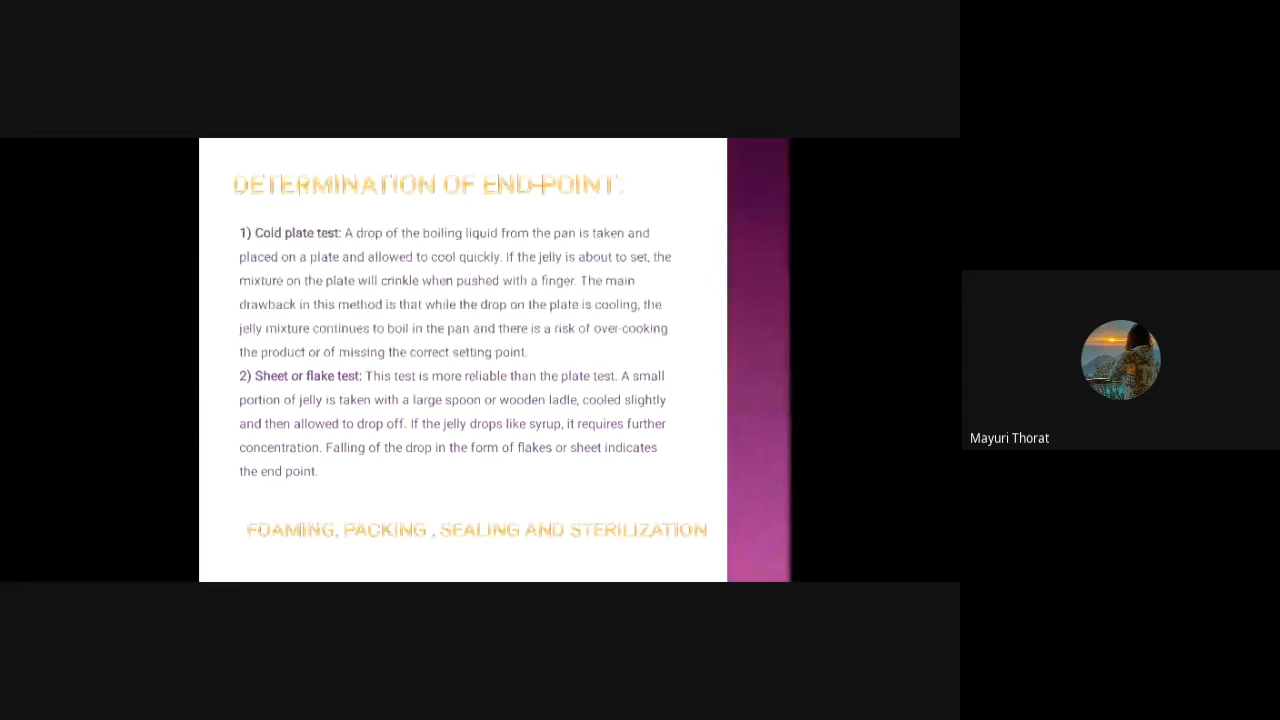 DETERMINATION OF END-POINT:
1) Cold plate test: A drop of the boiling liquid from the pan is taken and
placed on a plate and allowed to cool quickly. If the jelly is about to set, the
mixture on the plate will crinkle when pushed with a finger. The main
drawback in this method is that while the drop on the plate is cooling, the
jelly mixture continues to boil in the pan and there is a risk of over-cooking
the product or of missing the correct setting point.
2) Sheet or flake test: This test is more reliable than the plate test. A small
portion of jelly is taken with a large spoon or wooden ladle, cooled slightly
and then allowed to drop off. If the jelly drops like syrup, it requires further
concentration. Falling of the drop in the form of flakes or sheet indicates
the end point.
FOAMING, PACKING , SEALING AND STERILIZATION
Mayuri Thorat